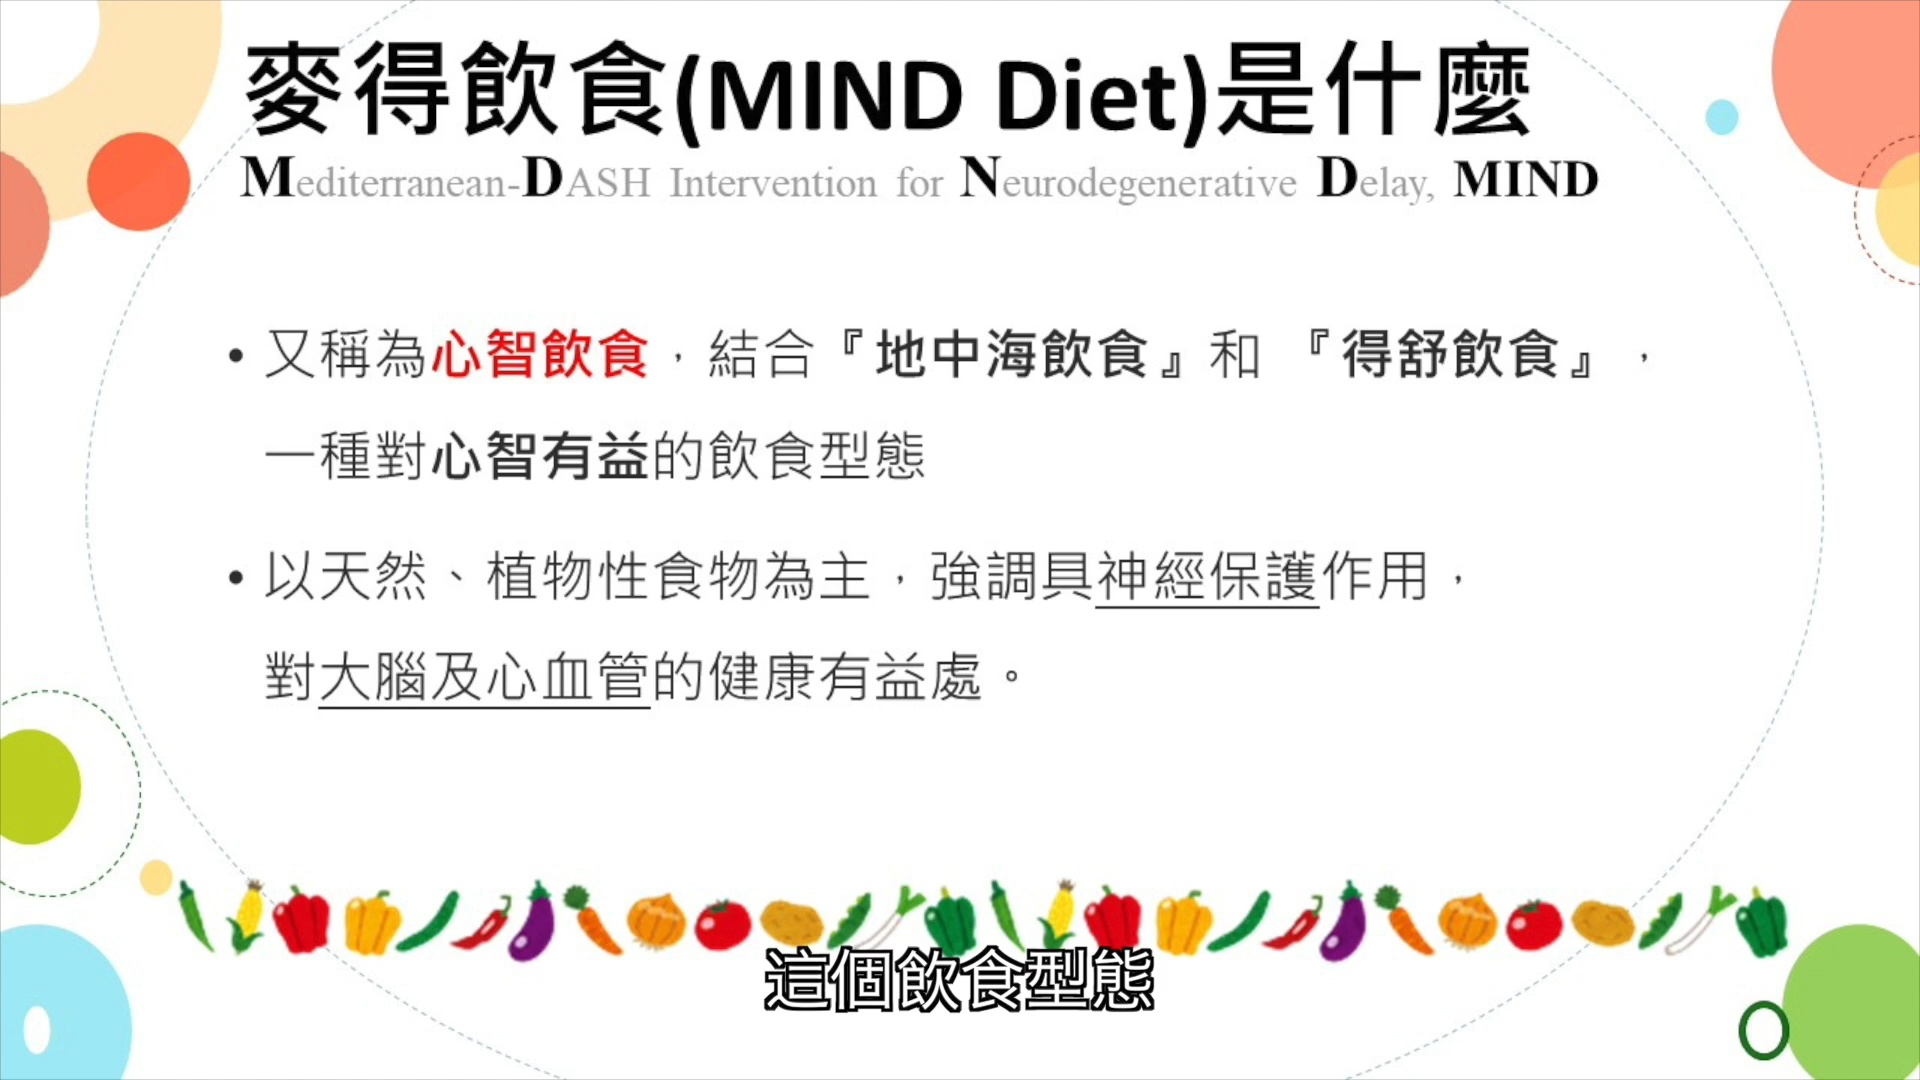 麥得飲食(MIND Diet)是什麼
Mediterranean-DASH Intervention for Neurodegenerative Delay, MIND
• 又稱為心智飲食，結合『地中海飲食』和 『得舒飲食』，
一種對心智有益的飲食型態
• 以天然、植物性食物為主，強調具神經保護作用，
對大腦及心血管的健康有益處。
這個飲食型態